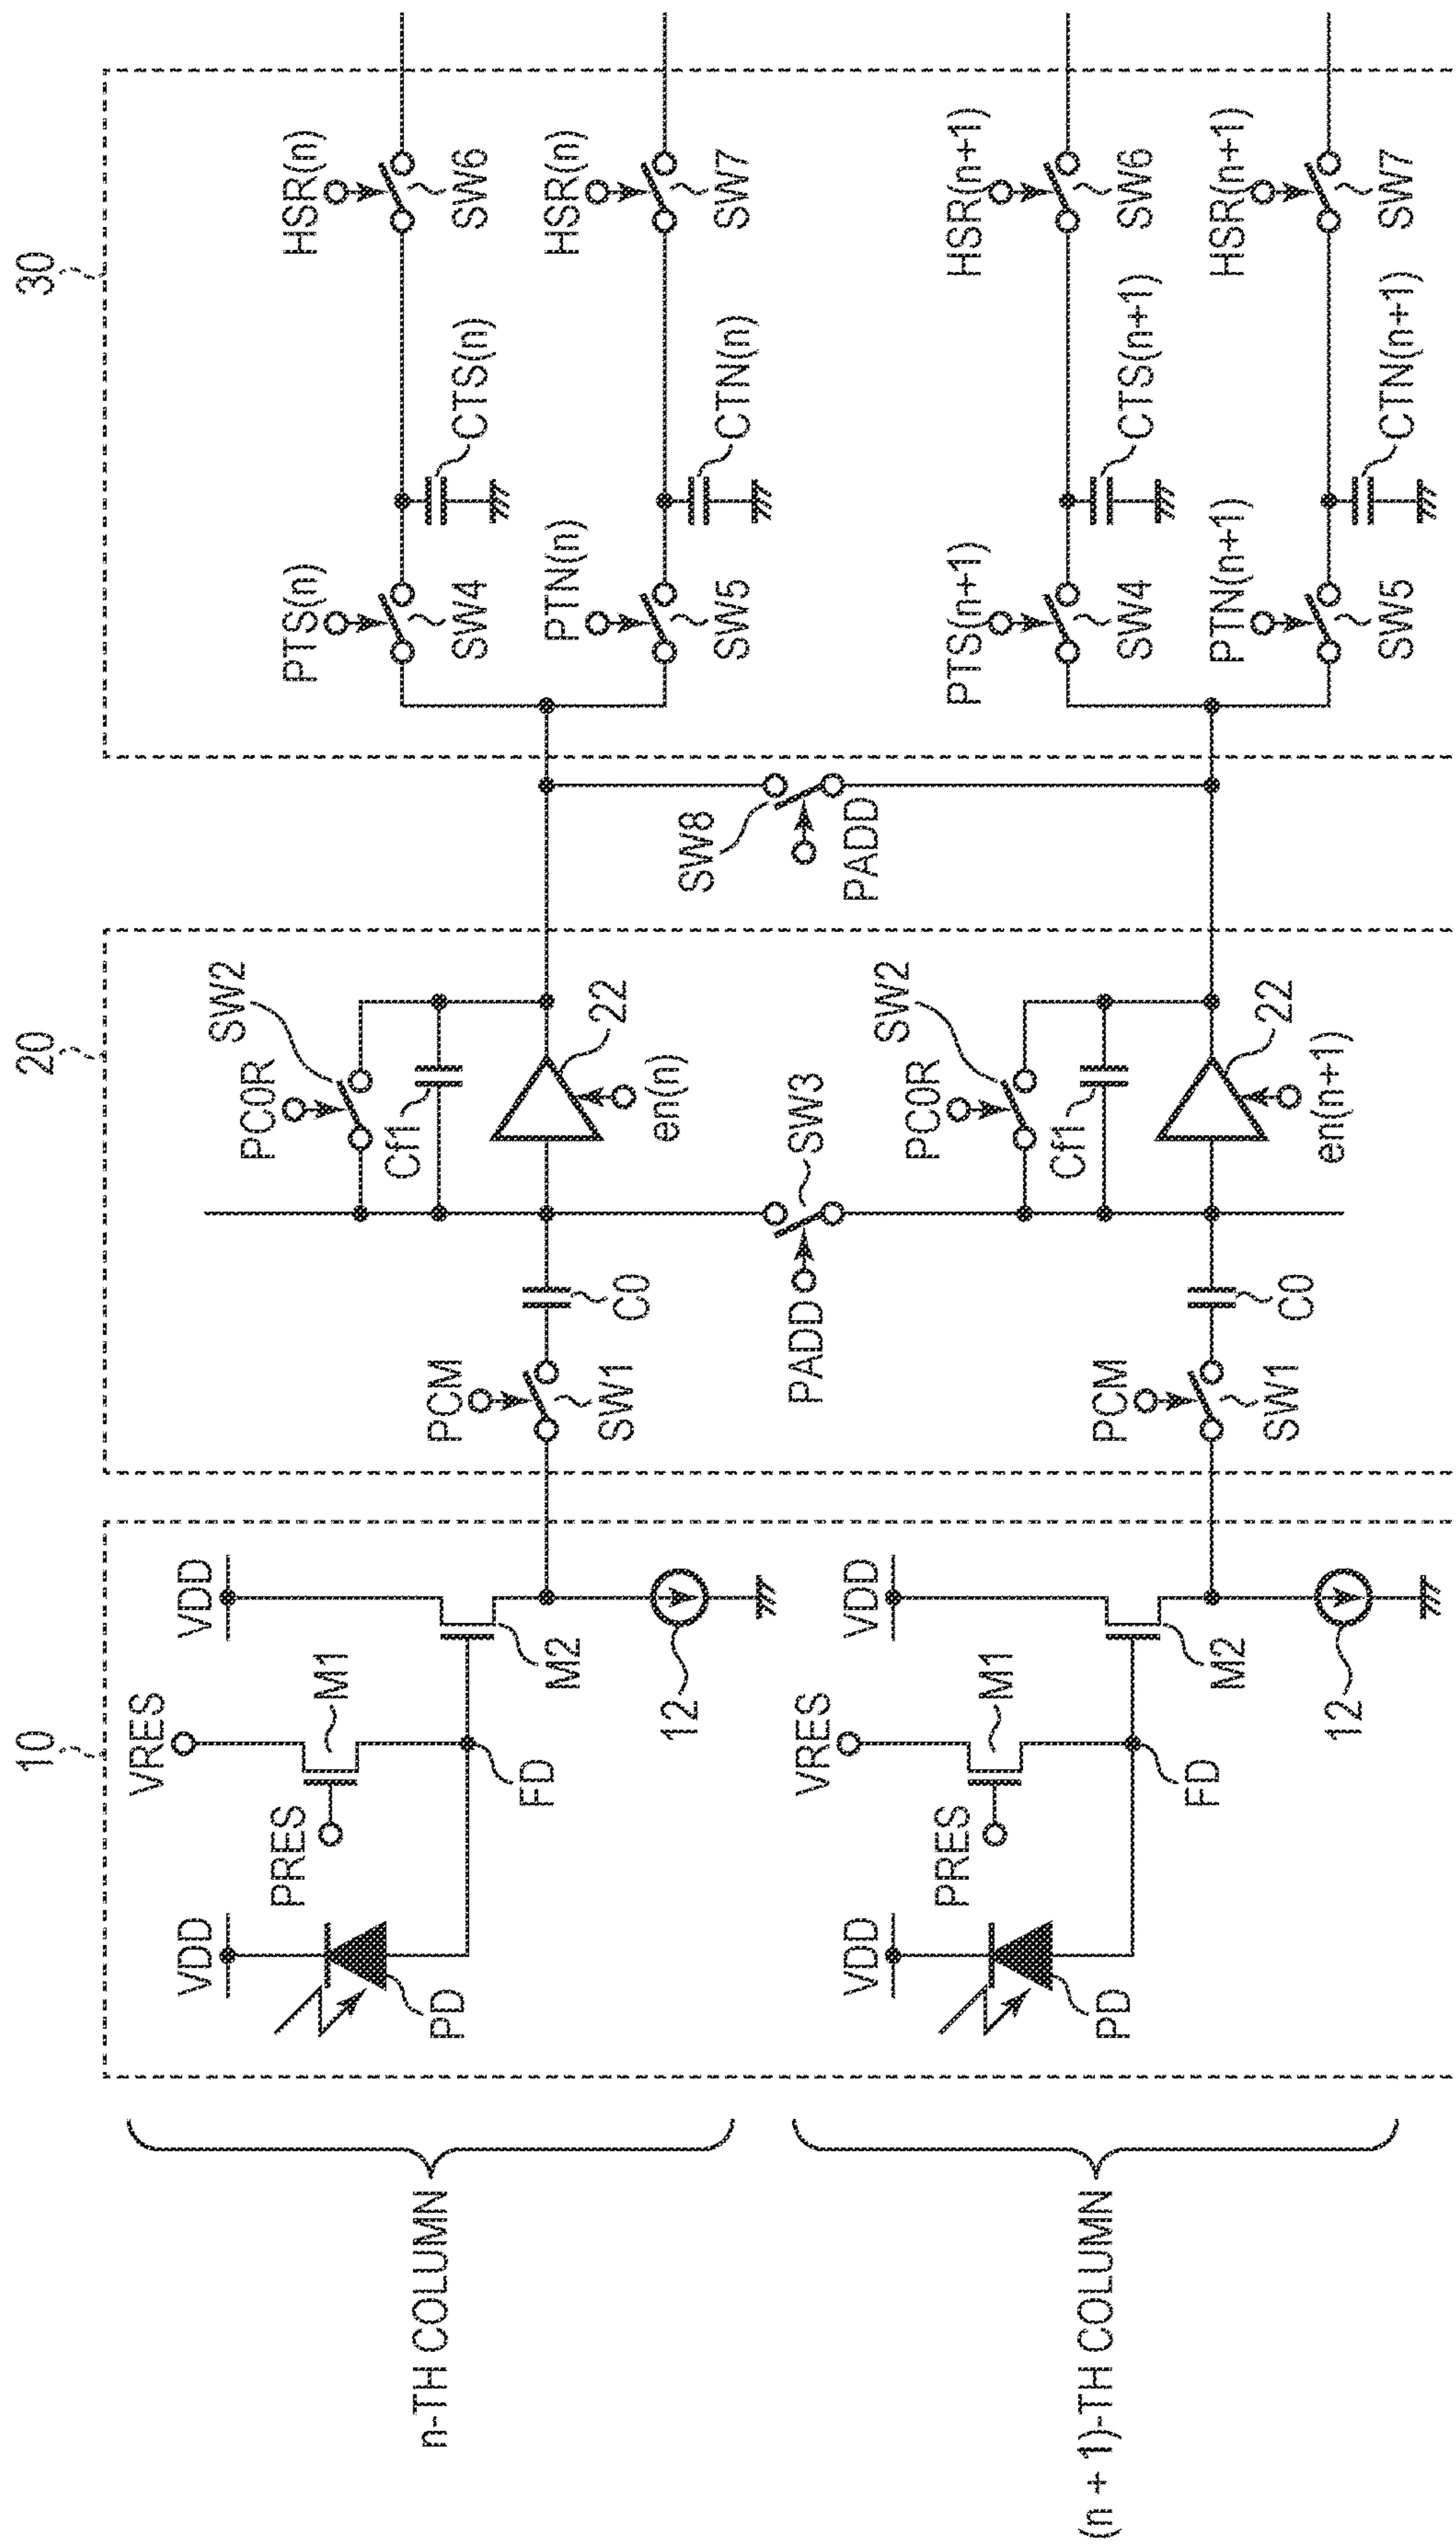 10
20
30
VRES
VDD
VDD
SW2
PC0R
PRES
PTS(n)
HSR(n)
M1
Cf1
n-TH COLUMN
PD
PCM
SW4
CTS(n)
SW6
FD
M2
PTN(n)
HSR(n)
22
SW1
C0
en(n)
12
SW8
SW5
CTN(n)
SW7
PADD
SW3
PADD
VRES
VDD
VDD
SW2
PC0R
PRES
PTS(n+1)
HSR(n+1)
M1
Cf1
(n + 1)-TH COLUMN
PD
PCM
SW4
CTS(n+1)
SW6
FD
M2
PTN(n+1)
HSR(n+1)
22
SW1
C0
en(n+1)
12
SW5
CTN(n+1)
SW7